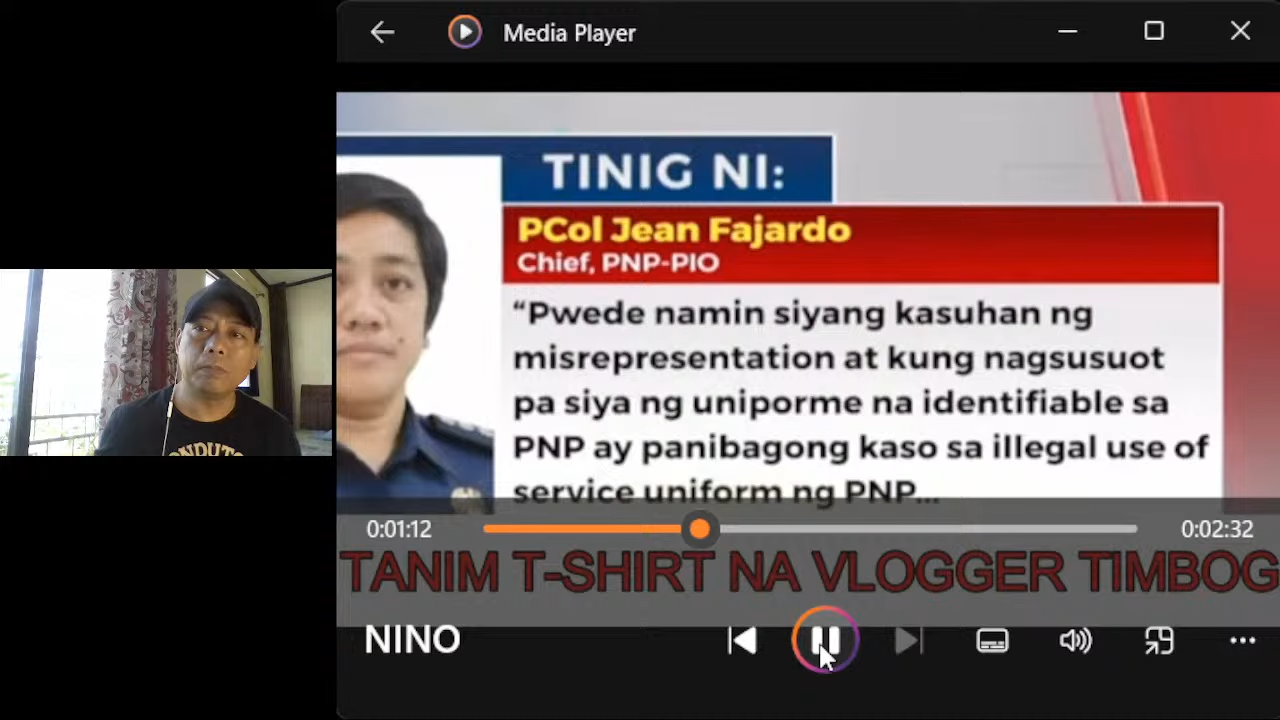 Media Player
TINIG NI:
PCol Jean Fajardo
Chief, PNP-PIO
“Pwede namin siyang kasuhan ng
misrepresentation at kung nagsusuot
pa siya ng uniporme na identifiable sa
PNP ay panibagong kaso sa illegal use of
service uniform ng PNP...
0:01:12
0:02:32
TANIM T-SHIRT NA VLOGGER TIMBOG
NINO